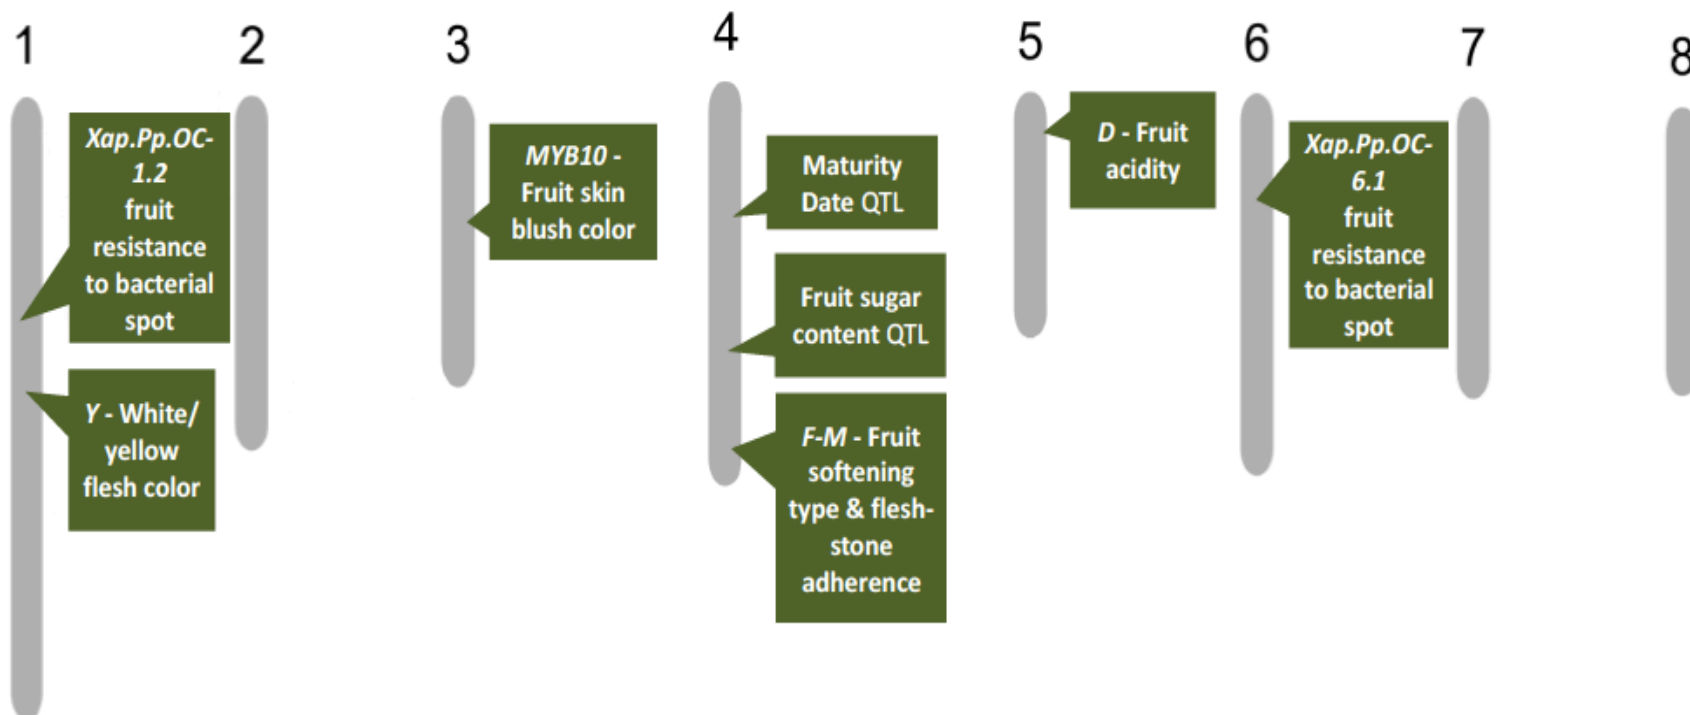 1
2
3
4
5
6
7
8
Xap.Pp.OC-
1.2
fruit
resistance
to bacterial
spot
Y - White/
yellow
flesh color
MYB10 -
Fruit skin
blush color
Maturity
Date QTL
Fruit sugar
content QTL
F-M - Fruit
softening
type & flesh-
stone
adherence
D - Fruit
acidity
Xap.Pp.OC-
6.1
fruit
resistance
to bacterial
spot